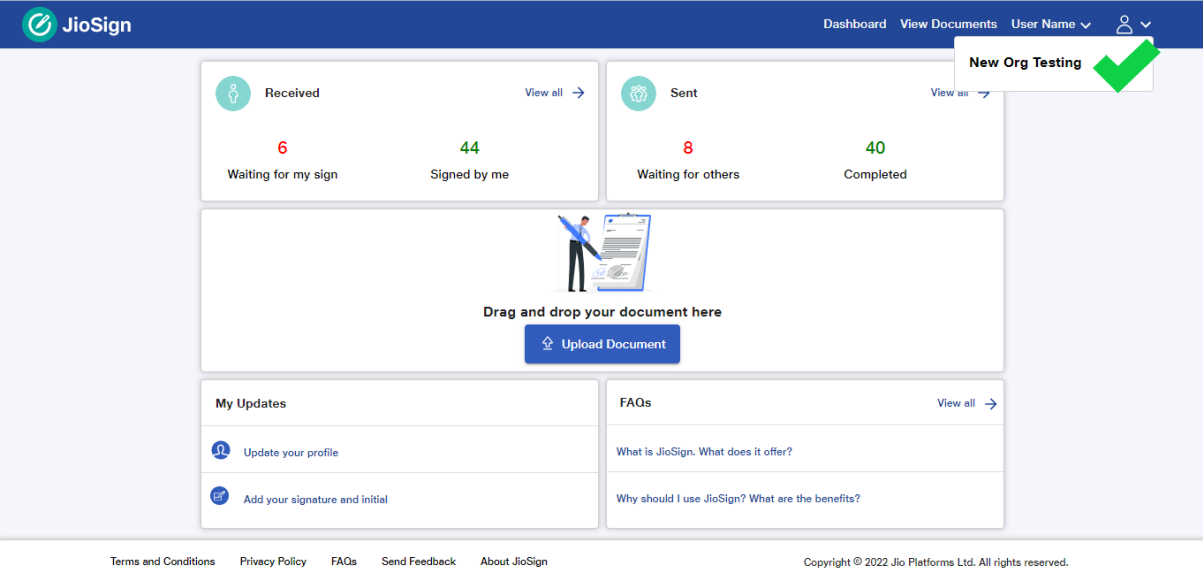 JioSign
Dashboard View Documents User Name
New Org Testing
Received View all
6 44
Waiting for my sign Signed by me
Sent View all
8 40
Waiting for others Completed
Drag and drop your document here
Upload Document
My Updates
Update your profile
Add your signature and initial
FAQs View all
What is JioSign. What does it offer?
Why should I use JioSign? What are the benefits?
Terms and Conditions Privacy Policy FAQs Send Feedback About JioSign
Copyright © 2022 Jio Platforms Ltd. All rights reserved.